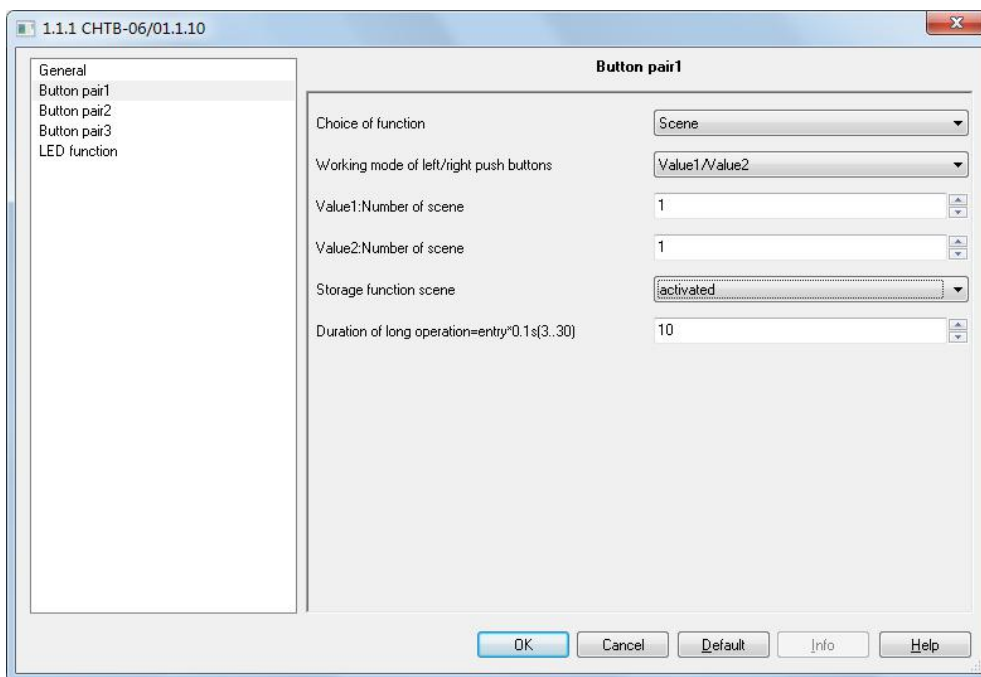 1.1.1 CHTB-06/01.1.10
General
Button pair1
Button pair2
Button pair3
LED function
Button pair1
Choice of function Scene
Working mode of left/right push buttons Value1/Value2
Value1:Number of scene 1
Value2:Number of scene 1
Storage function scene activated
Duration of long operation=entry*0.1s(3..30) 10
OK Cancel Default Info Help